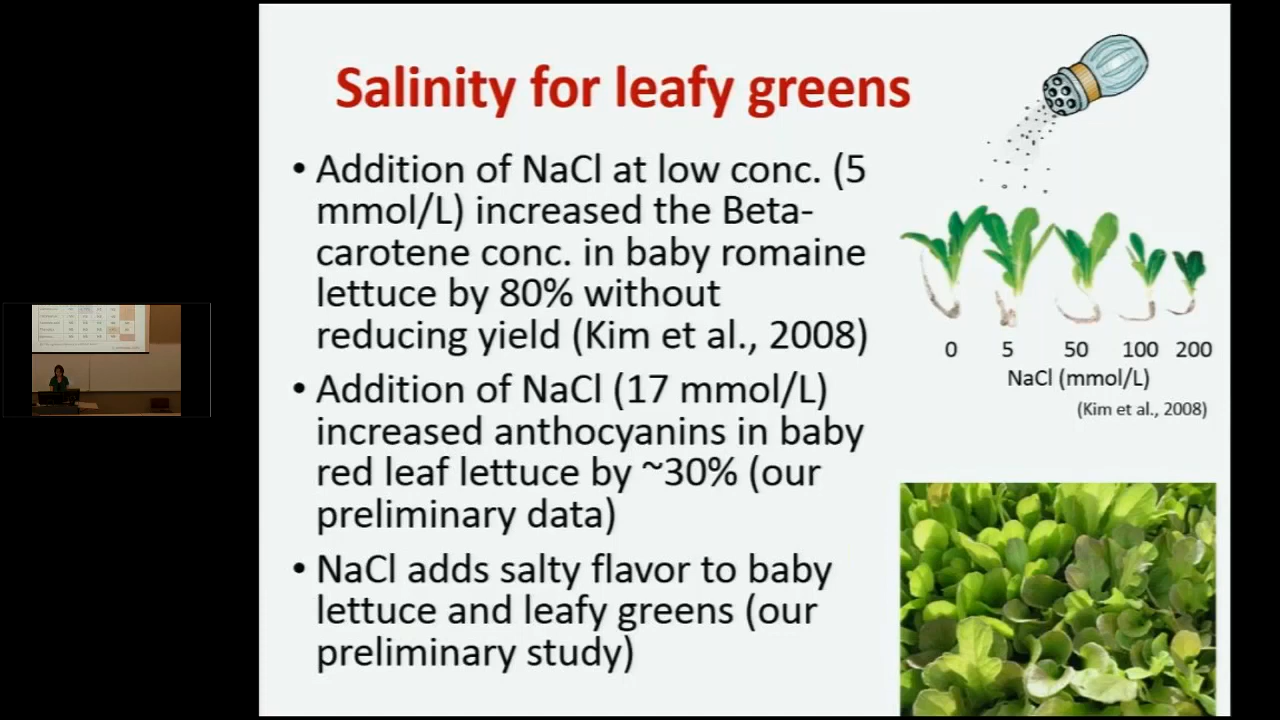 Salinity for leafy greens
• Addition of NaCl at low conc. (5
mmol/L) increased the Beta-
carotene conc. in baby romaine
lettuce by 80% without
reducing yield (Kim et al., 2008)
• Addition of NaCl (17 mmol/L)
increased anthocyanins in baby
red leaf lettuce by ~30% (our
preliminary data)
• NaCl adds salty flavor to baby
lettuce and leafy greens (our
preliminary study)
0 5 50 100 200
NaCl (mmol/L)
(Kim et al., 2008)